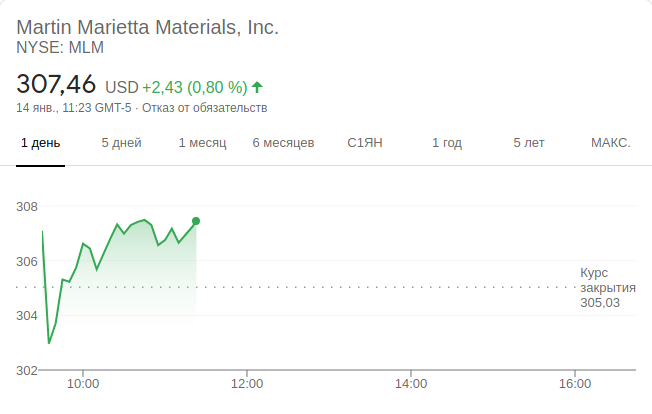 Martin Marietta Materials, Inc.
NYSE: MLM
307,46 USD +2,43 (0,80 %)
14 янв., 11:23 GMT-5 · Отказ от обязательств
1 день 5 дней 1 месяц 6 месяцев С1ЯН 1 год 5 лет МАКС.
308
306
Курс
закрытия
305,03
304
302
10:00 12:00 14:00 16:00